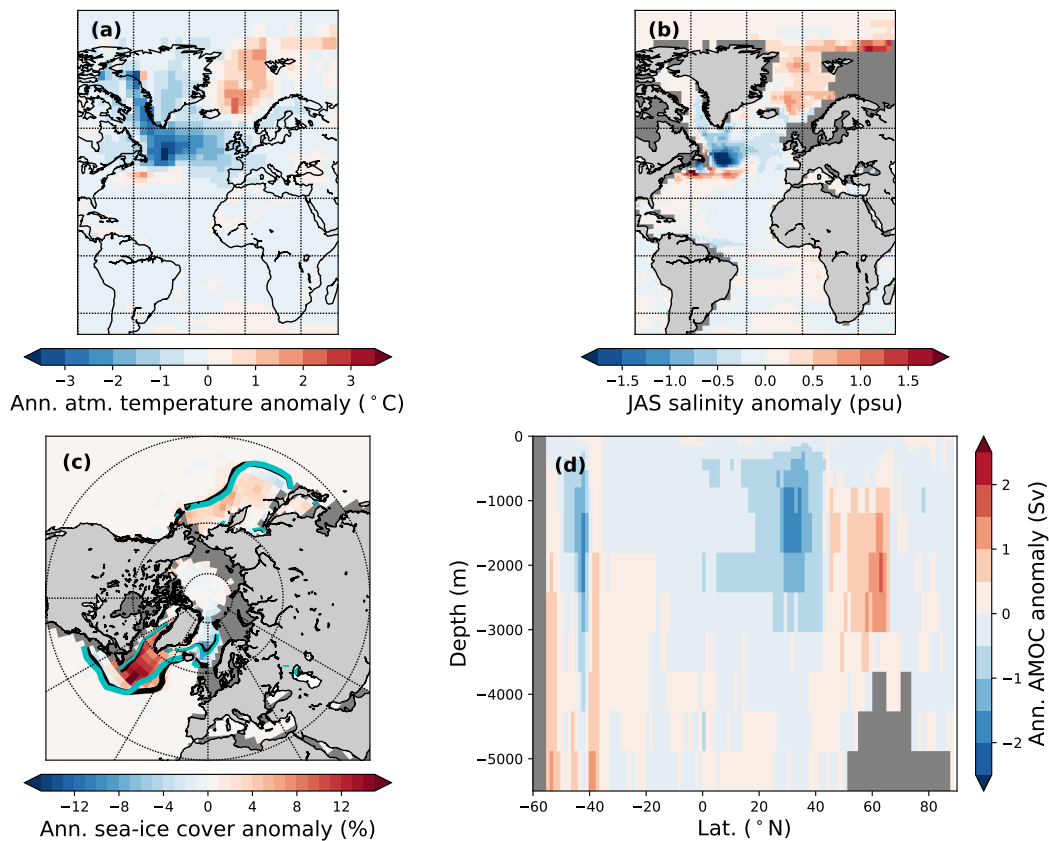 (a)
(b)
−3 −2 −1 0 1 2 3
Ann. atm. temperature anomaly (°C)
−1.5 −1.0 −0.5 0.0 0.5 1.0 1.5
JAS salinity anomaly (psu)
(c)
−12 −8 −4 0 4 8 12
Ann. sea-ice cover anomaly (%)
(d)
0
−1000
−2000
−3000
−4000
−5000
Depth (m)
−60 −40 −20 0 20 40 60 80
Lat. (°N)
2
1
0
−1
−2
Ann. AMOC anomaly (Sv)